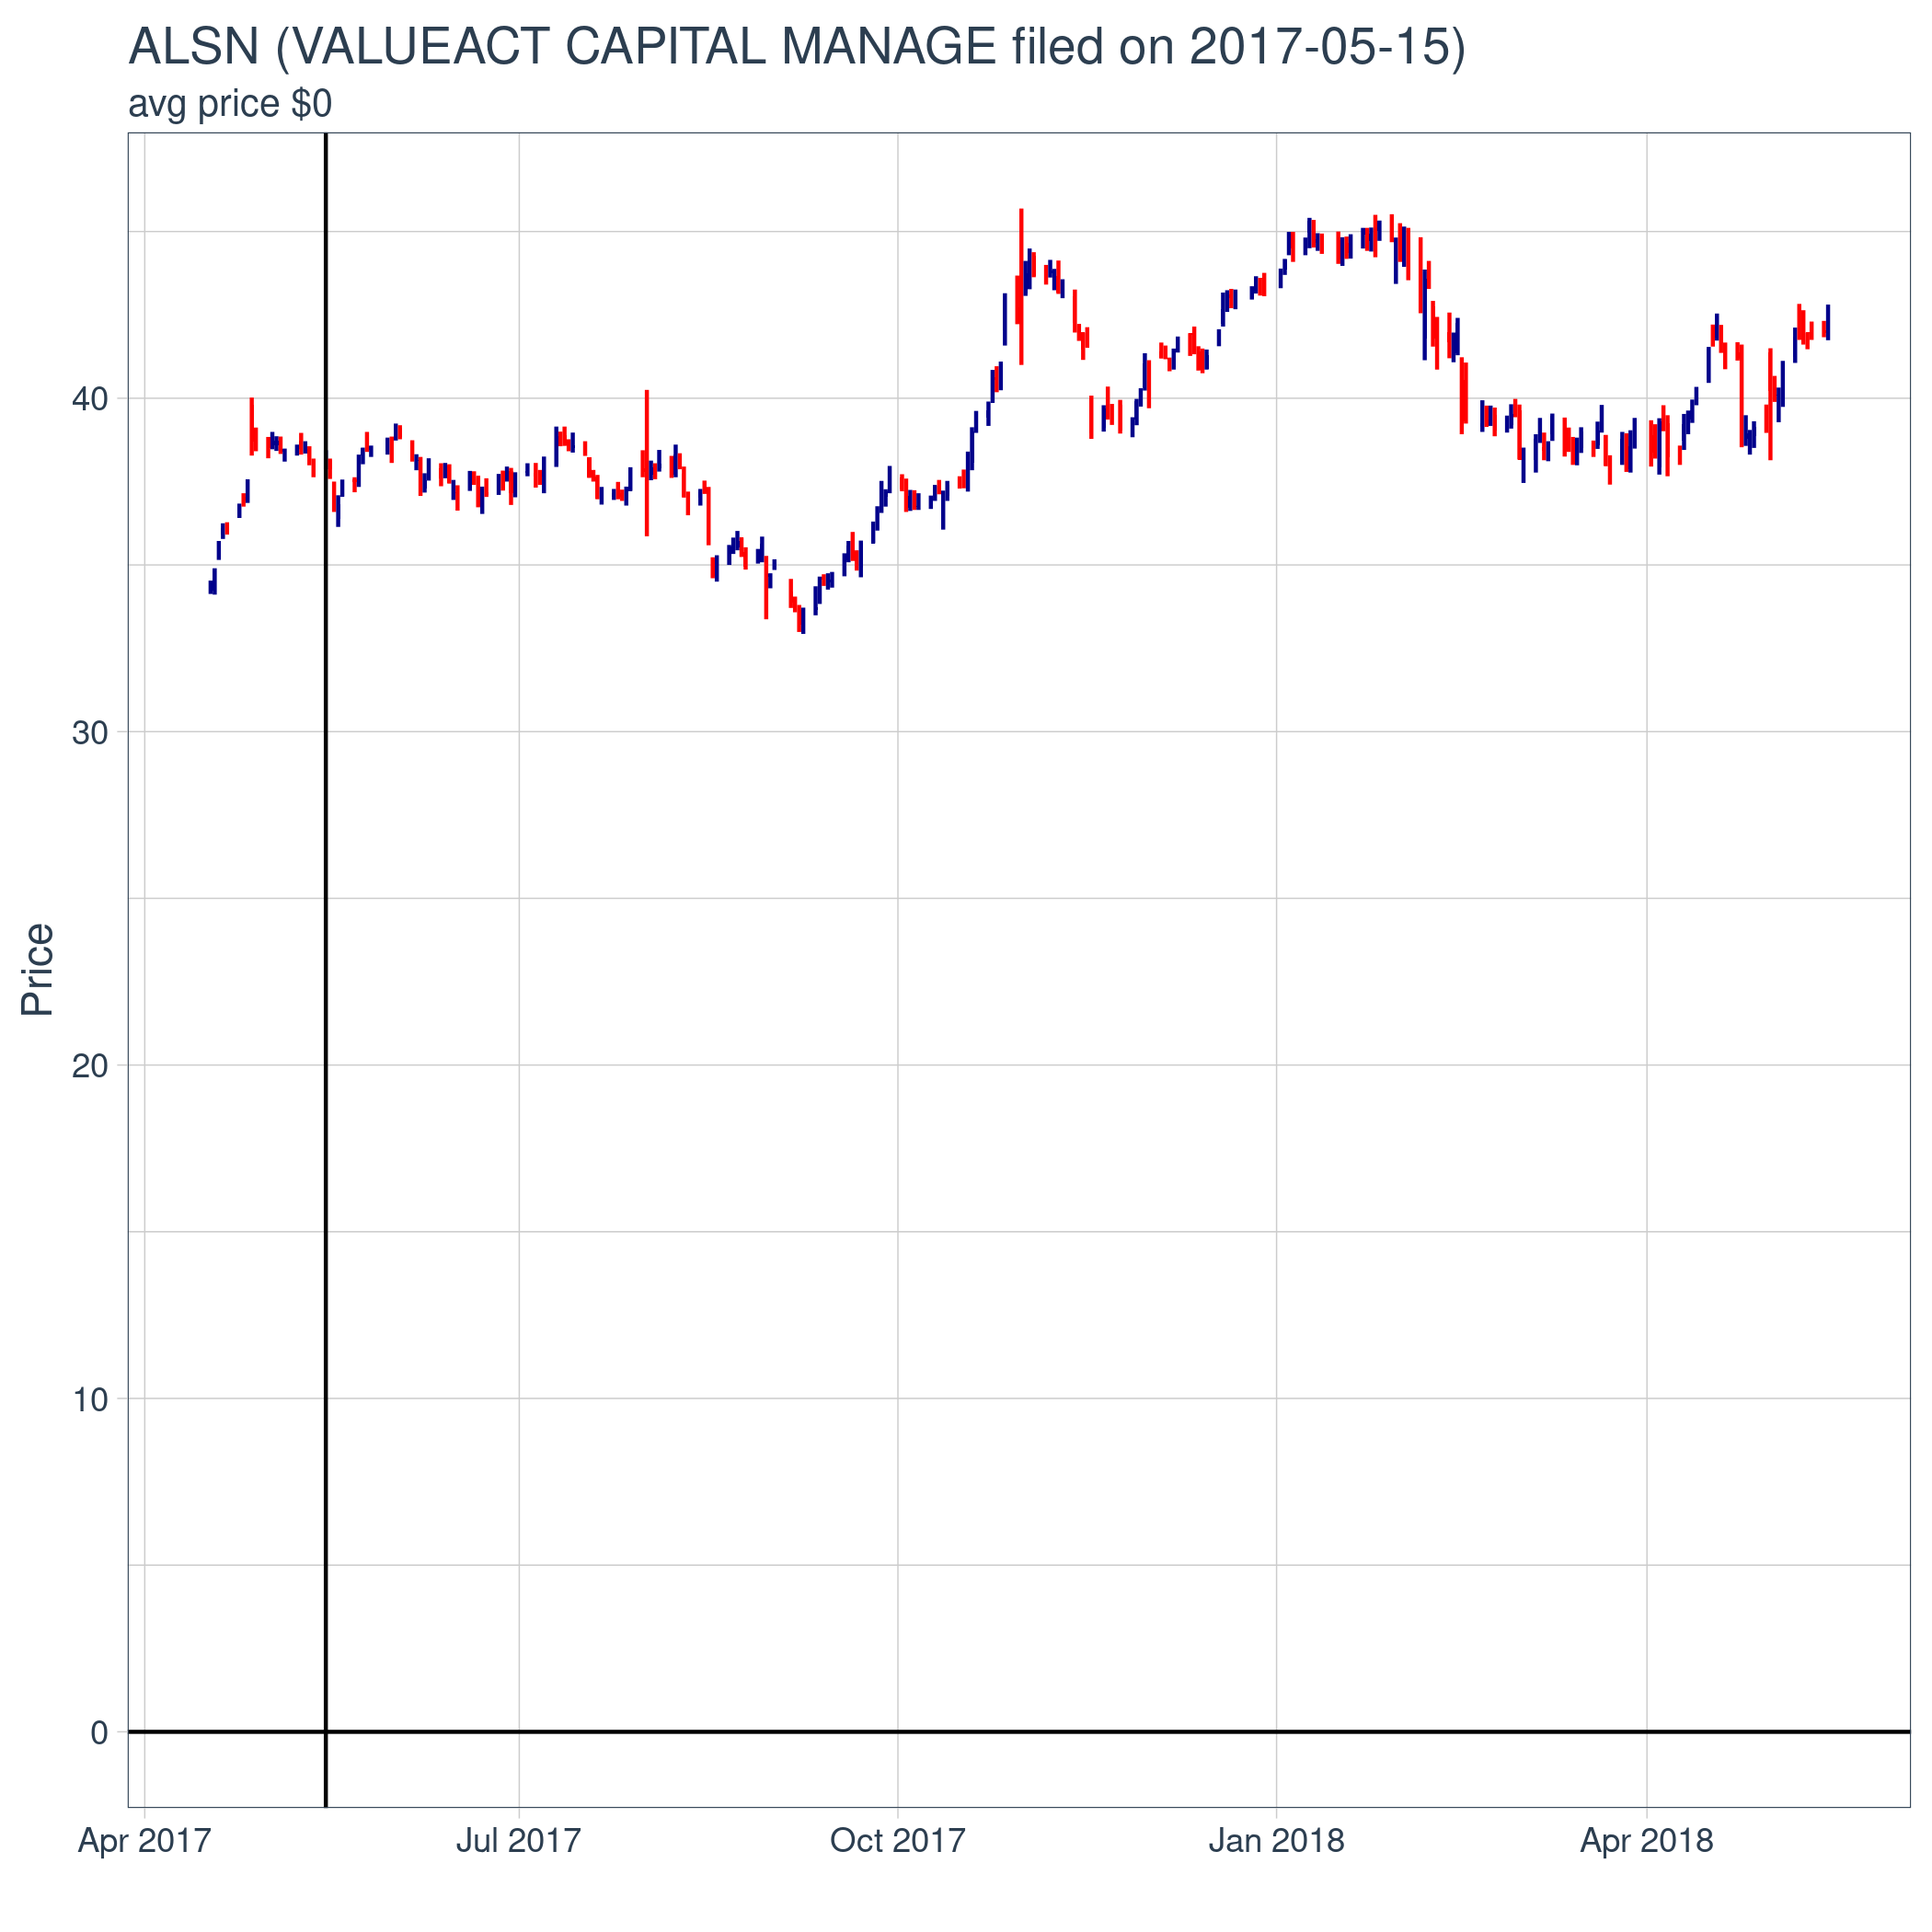 ALSN (VALUEACT CAPITAL MANAGE filed on 2017-05-15)
avg price $0
Price
40
30
20
10
0
Apr 2017
Jul 2017
Oct 2017
Jan 2018
Apr 2018